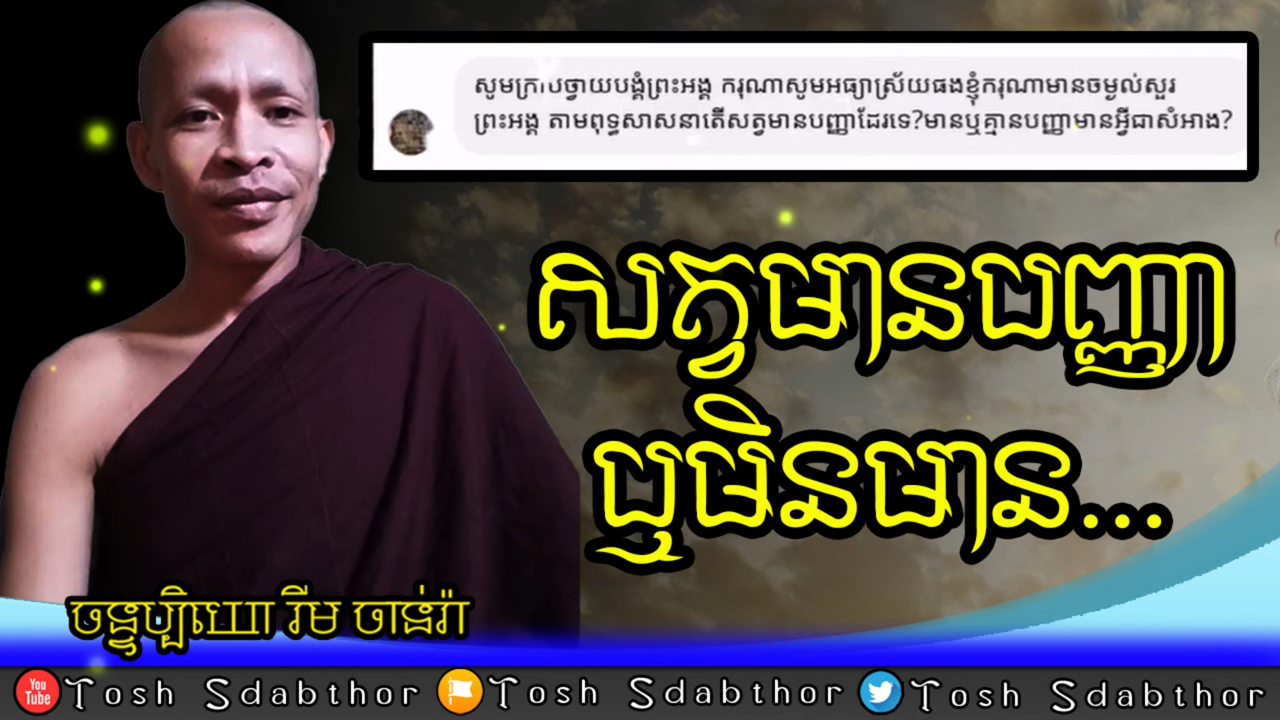 សូមក្រាបថ្វាយបង្គំព្រះអង្គ ករុណាសូមអធ្យាស្រ័យផងខ្ញុំករុណាមានចម្ងល់សួរ
ព្រះអង្គ តាមពុទ្ធសាសនាតើសត្វមានបញ្ញាដែរទេ?មានឬគ្មានបញ្ញាមានអ្វីជាសំអាង?
សត្វមានបញ្ញា
ឬមិនមាន...
ចន្ទប្បិយោ រីម ចាន់រ៉ា
You Tube Tosh Sdabthor Tosh Sdabthor Tosh Sdabthor